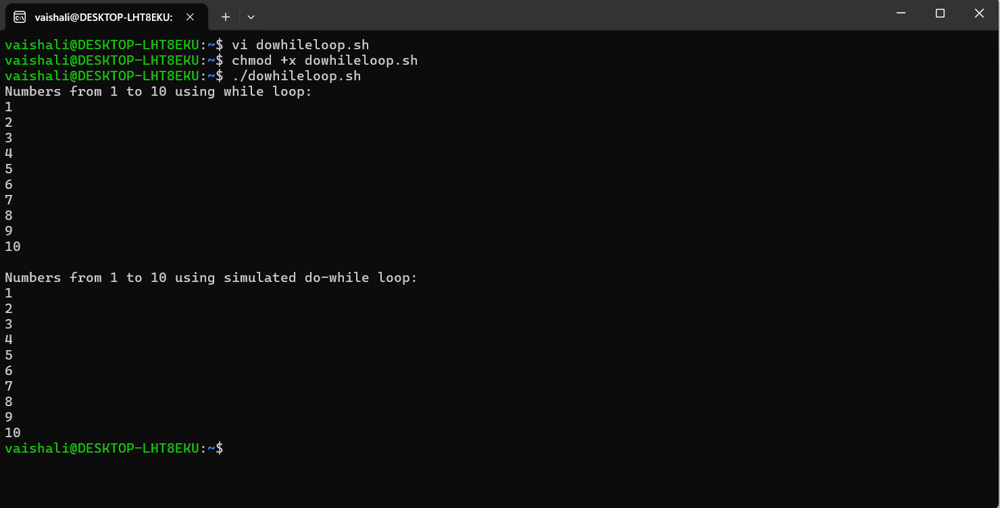 vaishali@DESKTOP-LHT8EKU:
vaishali@DESKTOP-LHT8EKU:~$ vi dowhileloop.sh
vaishali@DESKTOP-LHT8EKU:~$ chmod +x dowhileloop.sh
vaishali@DESKTOP-LHT8EKU:~$ ./dowhileloop.sh
Numbers from 1 to 10 using while loop:
1
2
3
4
5
6
7
8
9
10
Numbers from 1 to 10 using simulated do-while loop:
1
2
3
4
5
6
7
8
9
10
vaishali@DESKTOP-LHT8EKU:~$